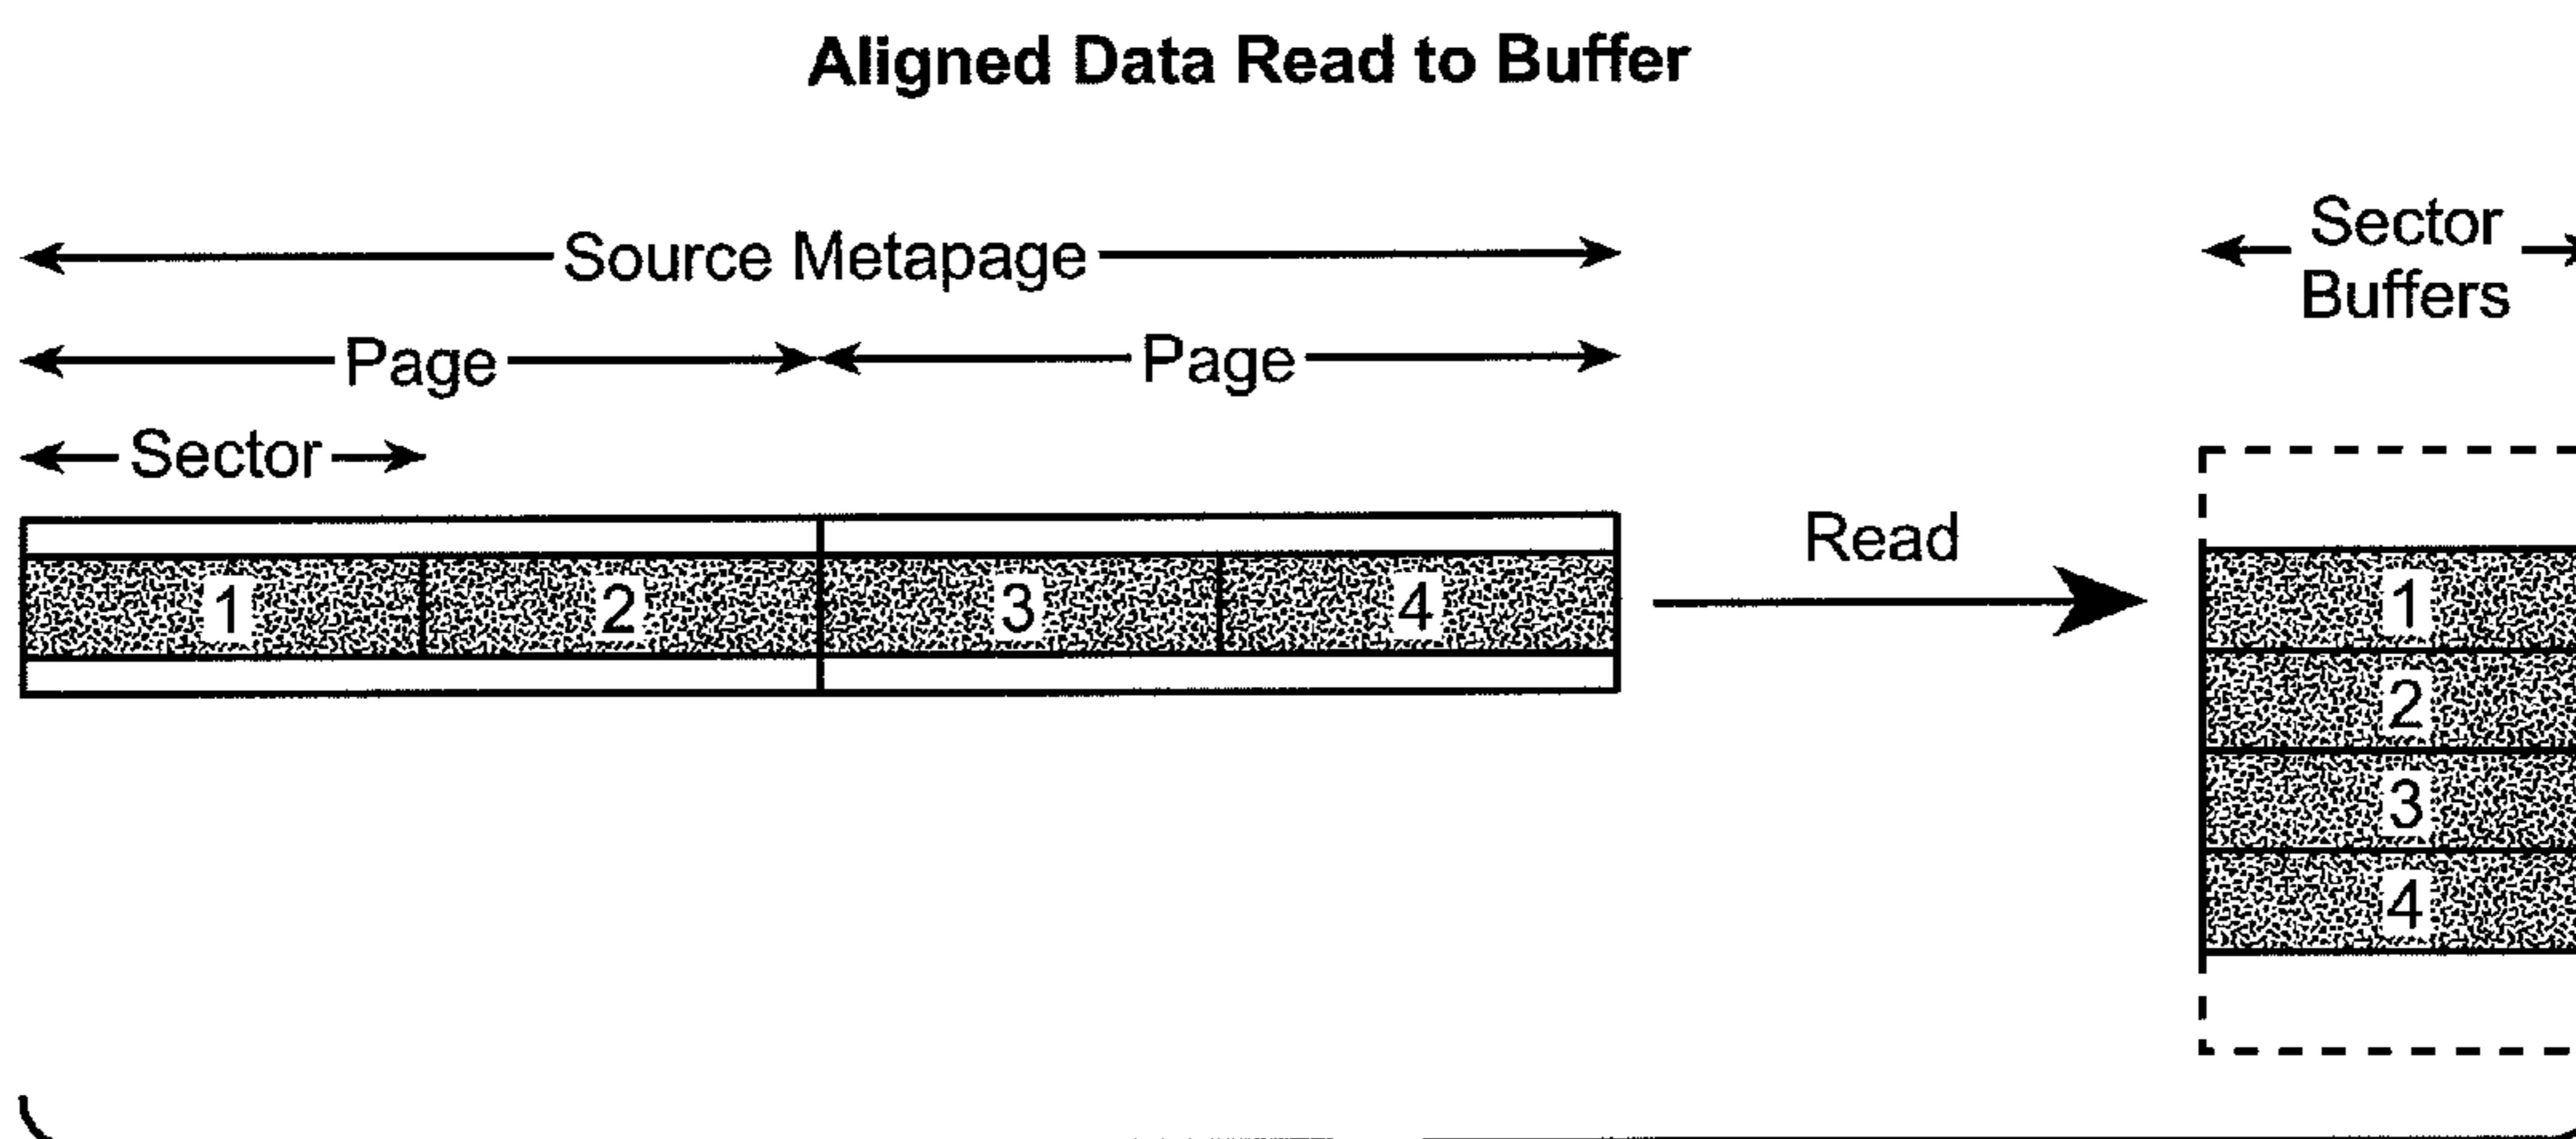 Aligned Data Read to Buffer
Source Metapage
Sector
Buffers
Page
Page
Sector
Read
1
2
3
4
1
2
3
4